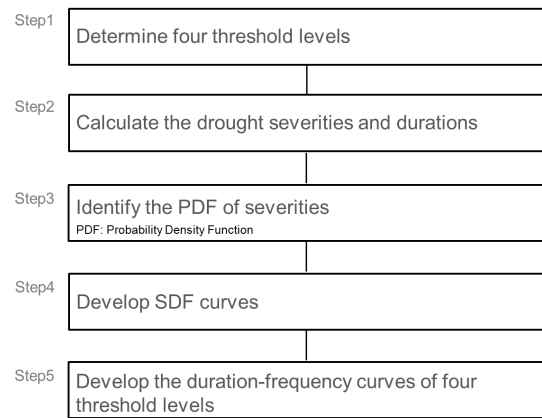 Step1
Determine four threshold levels
Step2
Calculate the drought severities and durations
Step3
Identify the PDF of severities
PDF: Probability Density Function
Step4
Develop SDF curves
Step5
Develop the duration-frequency curves of four
threshold levels